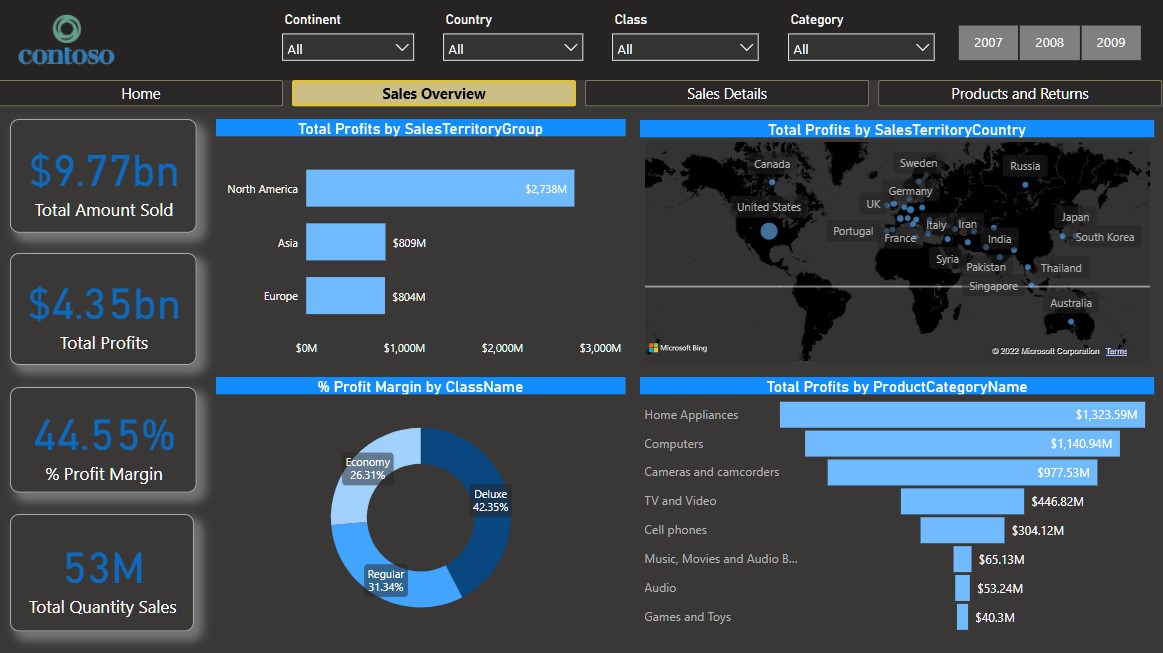 contoso
Continent
All
Country
All
Class
All
Category
All
2007
2008
2009
Home
Sales Overview
Sales Details
Products and Returns
$9.77bn
Total Amount Sold
$4.35bn
Total Profits
44.55%
% Profit Margin
53M
Total Quantity Sales
Total Profits by SalesTerritoryGroup
North America
$2,738M
Asia
$809M
Europe
$804M
$0M
$1,000M
$2,000M
$3,000M
Total Profits by SalesTerritoryCountry
Canada
Sweden
Russia
Germany
UK
United States
Portugal
France
Italy
Iran
India
Japan
South Korea
Syria
Pakistan
Thailand
Singapore
Australia
Microsoft Bing
© 2022 Microsoft Corporation Terms
% Profit Margin by ClassName
Economy
26.31%
Deluxe
42.35%
Regular
31.34%
Total Profits by ProductCategoryName
Home Appliances
$1,323.59M
Computers
$1,140.94M
Cameras and camcorders
$977.53M
TV and Video
$446.82M
Cell phones
$304.12M
Music, Movies and Audio B...
$65.13M
Audio
$53.24M
Games and Toys
$40.3M